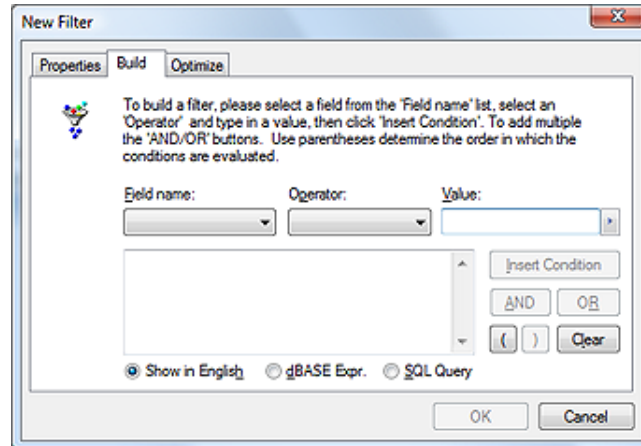 New Filter
Properties Build Optimize
To build a filter, please select a field from the 'Field name' list, select an
'Operator' and type in a value, then click 'Insert Condition'. To add multiple
the 'AND/OR' buttons. Use parentheses determine the order in which the
conditions are evaluated.
Field name: Operator: Value:
Insert Condition
AND OR
( ) Clear
Show in English dBASE Expr. SQL Query
OK Cancel